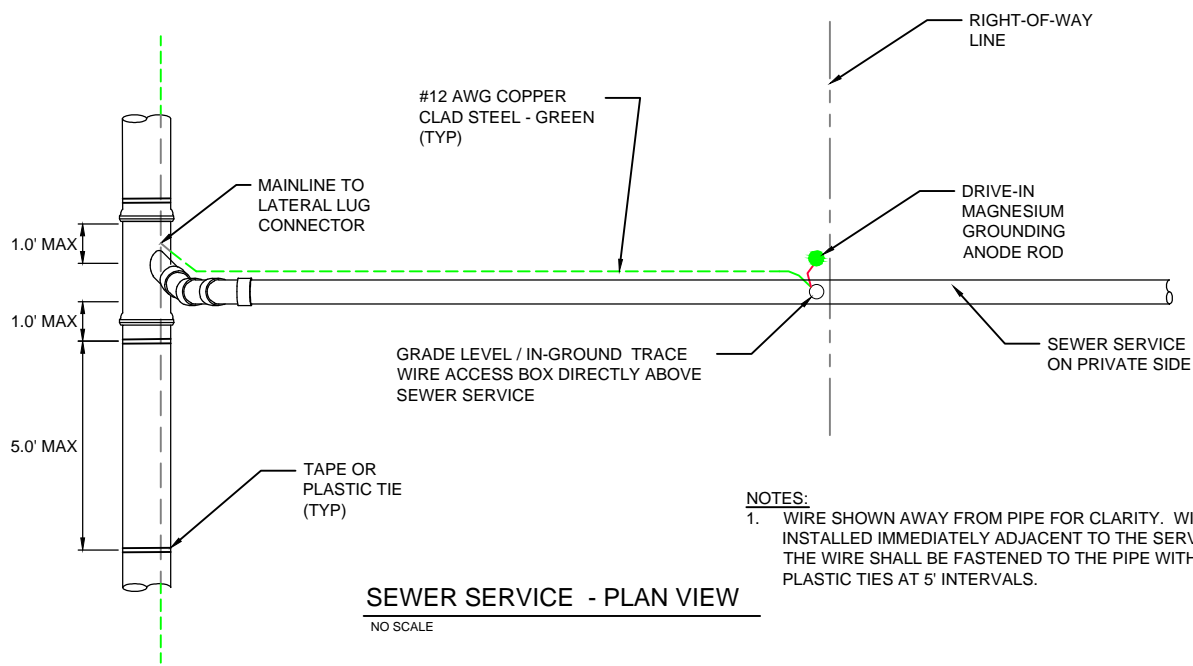 RIGHT-OF-WAY
LINE
#12 AWG COPPER
CLAD STEEL - GREEN
(TYP)
MAINLINE TO
LATERAL LUG
CONNECTOR
DRIVE-IN
MAGNESIUM
GROUNDING
ANODE ROD
1.0' MAX
1.0' MAX
GRADE LEVEL / IN-GROUND TRACE
WIRE ACCESS BOX DIRECTLY ABOVE
SEWER SERVICE
SEWER SERVICE
ON PRIVATE SIDE
5.0' MAX
TAPE OR
PLASTIC TIE
(TYP)
NOTES:
1. WIRE SHOWN AWAY FROM PIPE FOR CLARITY. WI
INSTALLED IMMEDIATELY ADJACENT TO THE SERV
THE WIRE SHALL BE FASTENED TO THE PIPE WITH
PLASTIC TIES AT 5' INTERVALS.
SEWER SERVICE - PLAN VIEW
NO SCALE